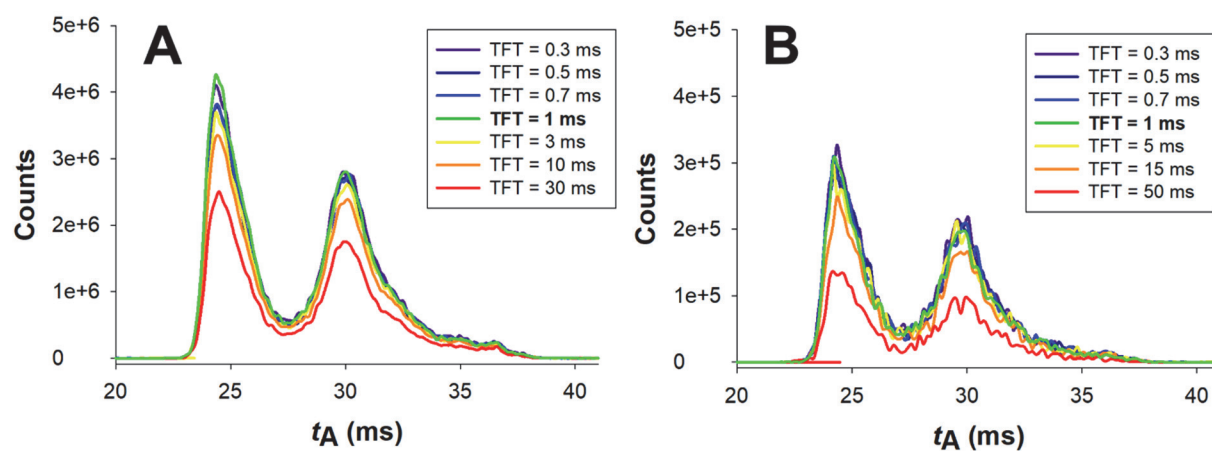 A
5e+6
4e+6
3e+6
2e+6
1e+6
0
Counts
TFT = 0.3 ms
TFT = 0.5 ms
TFT = 0.7 ms
TFT = 1 ms
TFT = 3 ms
TFT = 10 ms
TFT = 30 ms
20 25 30 35 40
tA (ms)
B
5e+5
4e+5
3e+5
2e+5
1e+5
0
Counts
TFT = 0.3 ms
TFT = 0.5 ms
TFT = 0.7 ms
TFT = 1 ms
TFT = 5 ms
TFT = 15 ms
TFT = 50 ms
20 25 30 35 40
tA (ms)